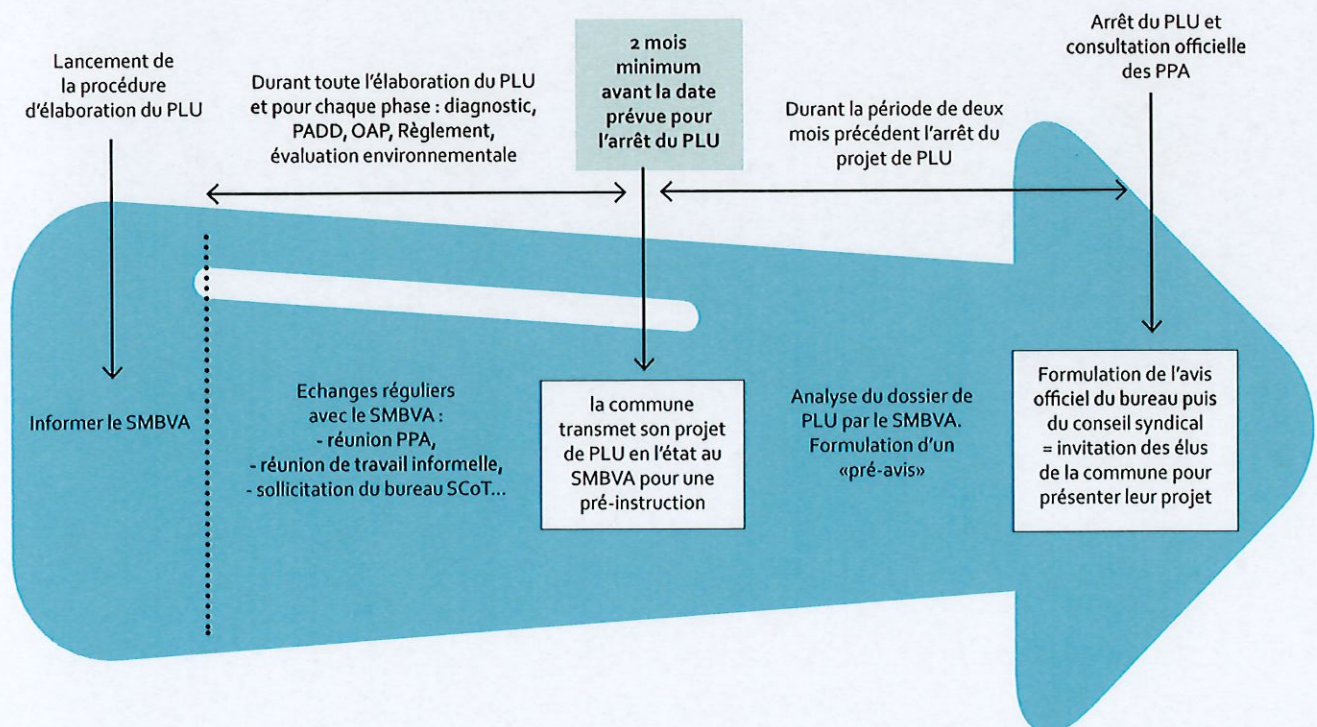 Lancement de
la procédure
d'élaboration du PLU
Durant toute l'élaboration du PLU
et pour chaque phase : diagnostic,
PADD, OAP, Règlement,
évaluation environnementale
2 mois
minimum
avant la date
prévue pour
l'arrêt du PLU
Durant la période de deux
mois précédent l'arrêt du
projet de PLU
Arrêt du PLU et
consultation officielle
des PPA
Informer le SMBVA
Echanges réguliers
avec le SMBVA :
- réunion PPA,
- réunion de travail informelle,
- sollicitation du bureau SCoT...
la commune
transmet son projet
de PLU en l'état au
SMBVA pour une
pré-instruction
Analyse du dossier de
PLU par le SMBVA.
Formulation d'un
«pré-avis»
Formulation de l'avis
officiel du bureau puis
du conseil syndical
= invitation des élus
de la commune pour
présenter leur projet